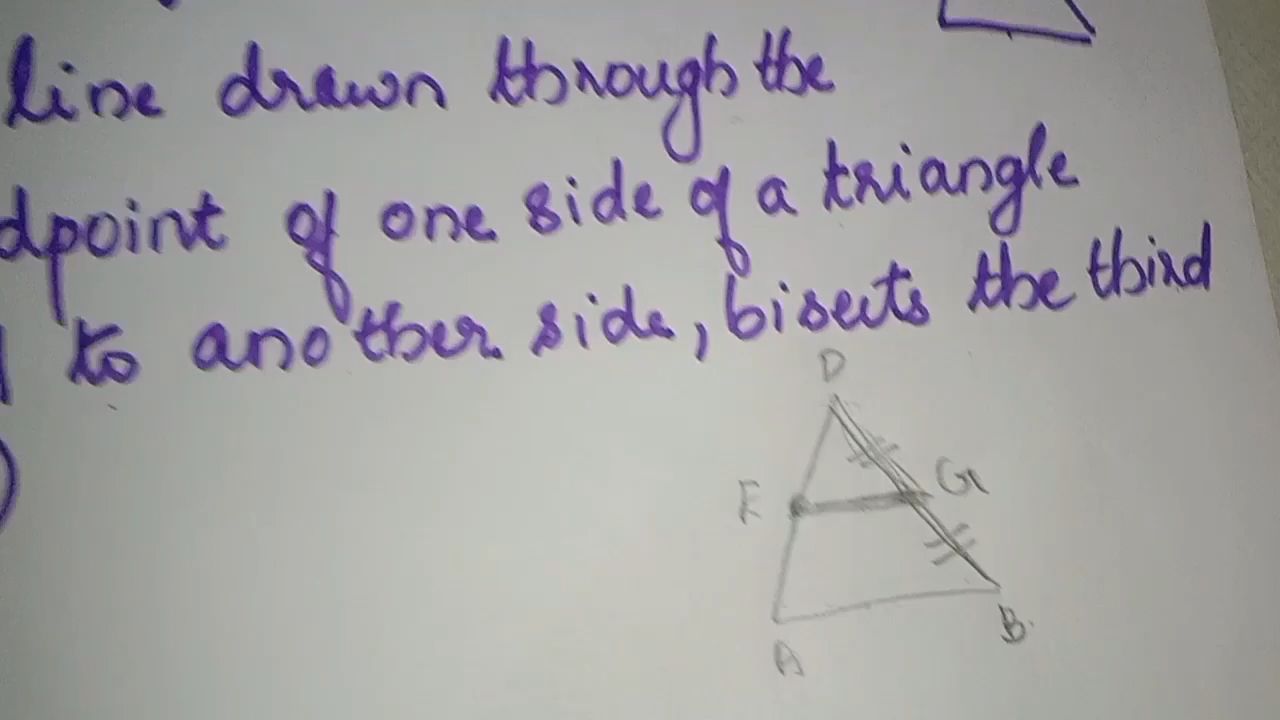 line drawn through the
dpoint of one side of a triangle
to another side, bisects the third
D
E
G
A
B